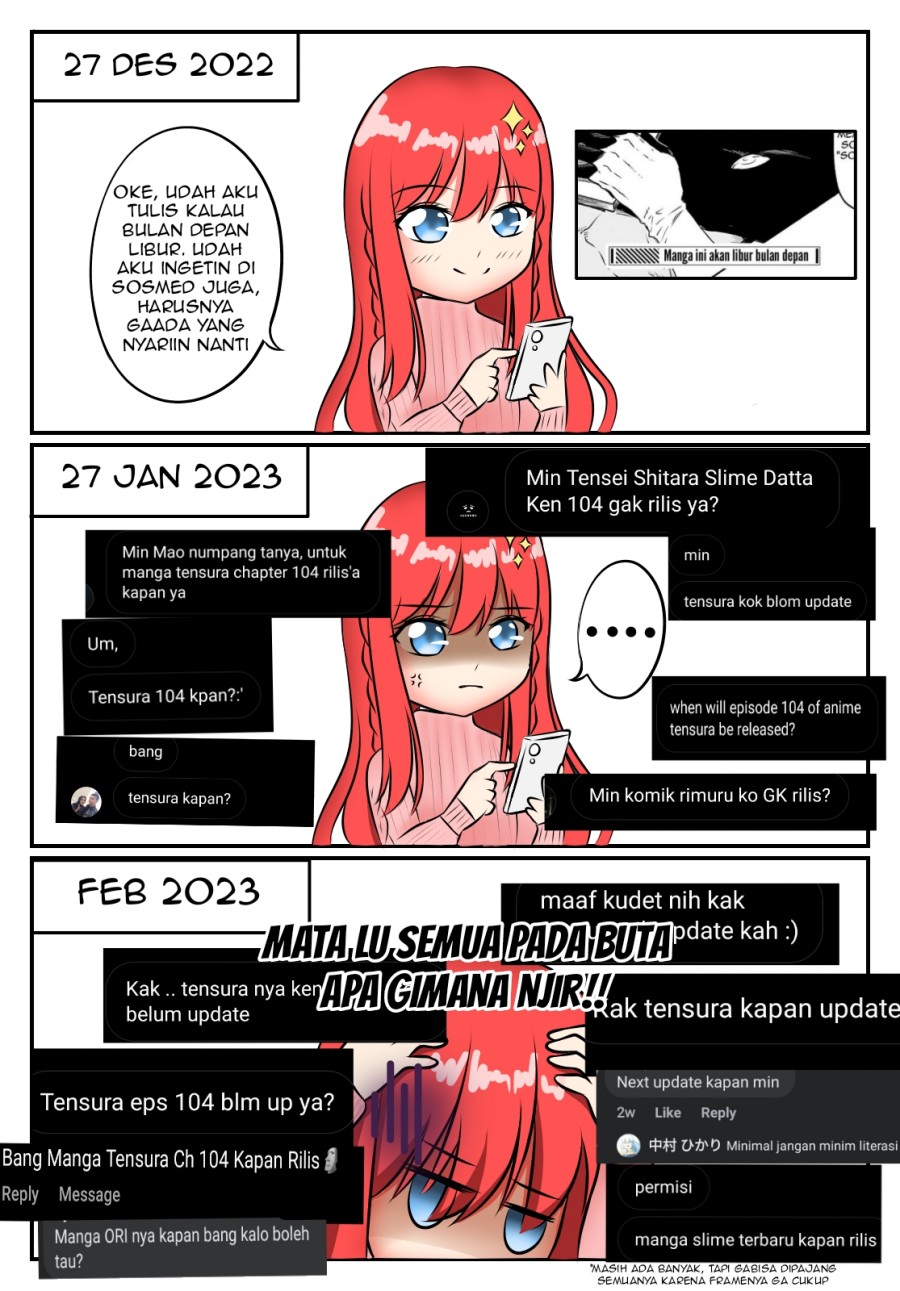 27 DES 2022
OKE, UDAH AKU
TULIS KALAU
BULAN DEPAN
LIBUR. UDAH
AKU INGETIN DI
SOSMED JUGA,
HARUSNYA
GAADA YANG
NYARIIN NANTI
Manga ini akan libur bulan depan
27 JAN 2023
Min Tensei Shitara Slime Datta
Ken 104 gak rilis ya?
Min Mao numpang tanya, untuk
manga tensura chapter 104 rilis'a
kapan ya
min
tensura kok blom update
Um,
Tensura 104 kpan?:'
....
when will episode 104 of anime
tensura be released?
bang
tensura kapan?
Min komik rimuru ko GK rilis?
FEB 2023
maaf kudet nih kak
pdate kah :)
MATA LU SEMUA PADA BUTA
APA GIMANA NJIR!!
Kak .. tensura nya ken
belum update
Kak tensura kapan update
Next update kapan min
2w Like Reply
中村 ひかり Minimal jangan minim literasi
Tensura eps 104 blm up ya?
Bang Manga Tensura Ch 104 Kapan Rilis🗿
Reply Message
permisi
manga slime terbaru kapan rilis
Manga ORI nya kapan bang kalo boleh
tau?
*MASIH ADA BANYAK, TAPI GABISA DIPAJANG
SEMUANYA KARENA FRAMENYA GA CUKUP